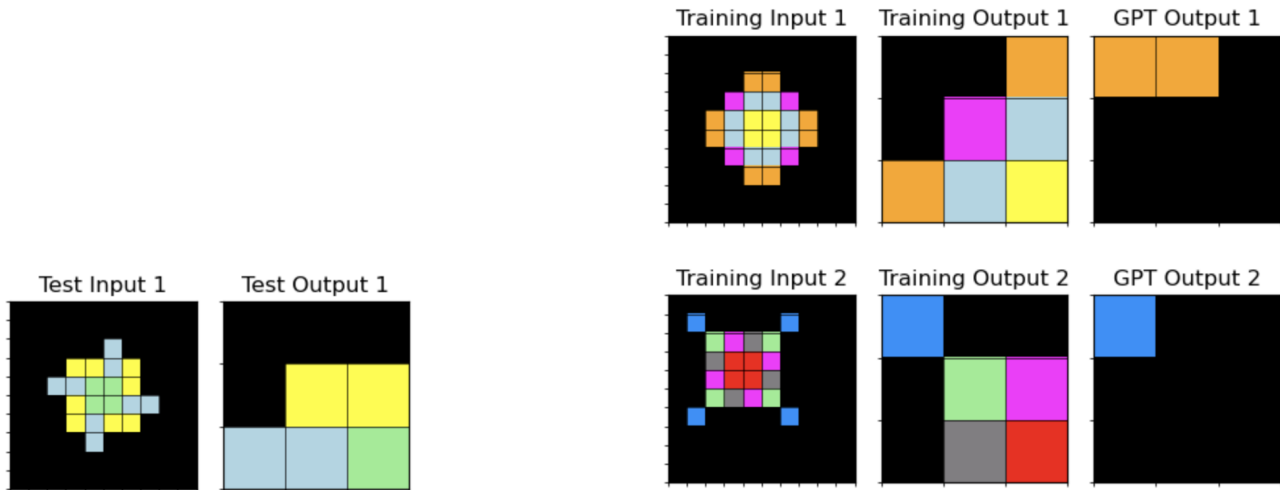 Training Input 1
Training Output 1
GPT Output 1
Test Input 1
Test Output 1
Training Input 2
Training Output 2
GPT Output 2